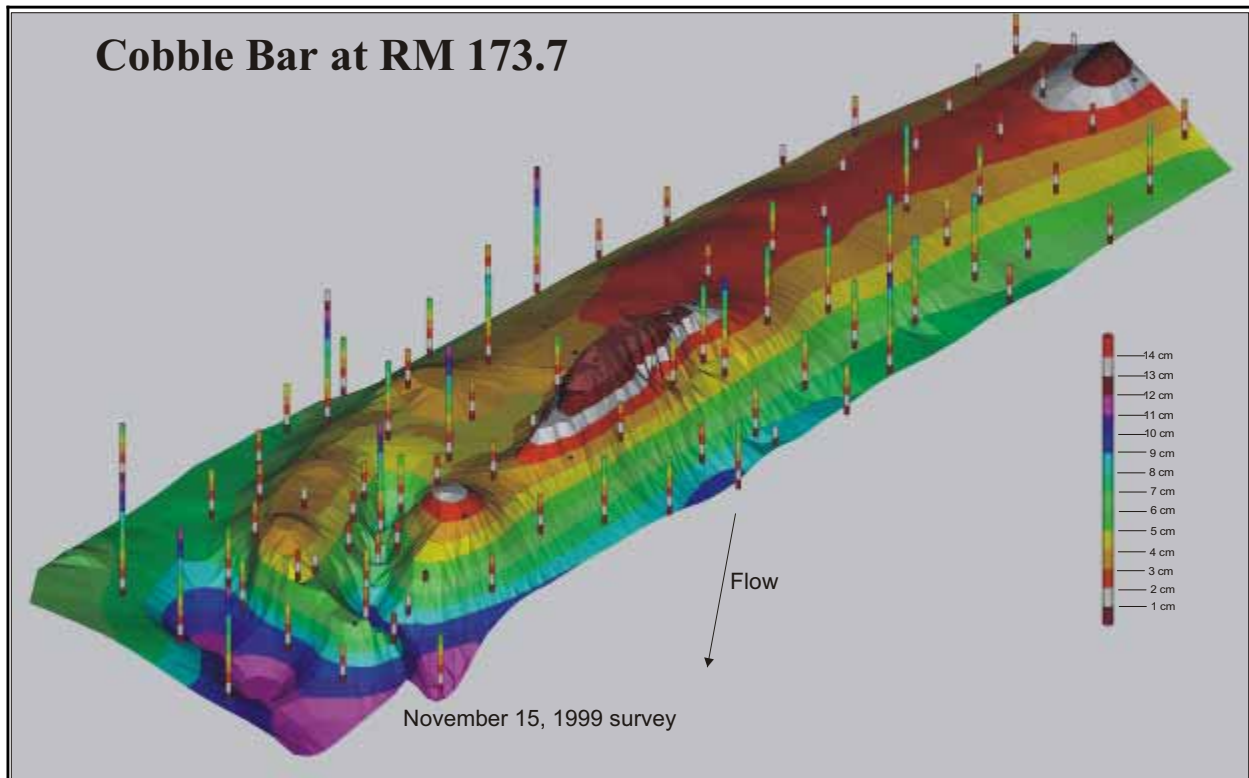 Cobble Bar at RM 173.7
14 cm
13 cm
12 cm
11 cm
10 cm
9 cm
8 cm
7 cm
6 cm
5 cm
4 cm
3 cm
2 cm
1 cm
Flow
November 15, 1999 survey